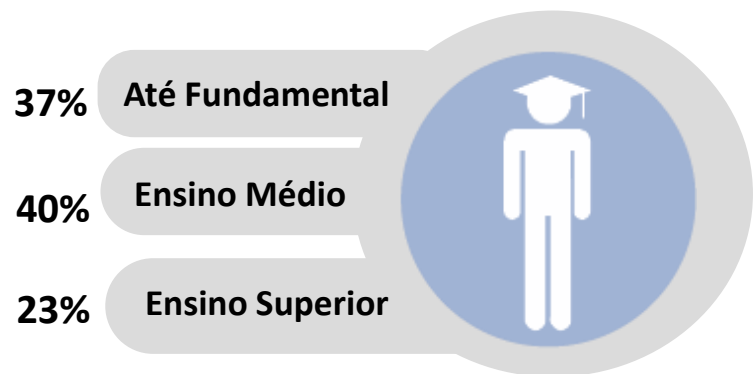 37% Até Fundamental
40% Ensino Médio
23% Ensino Superior